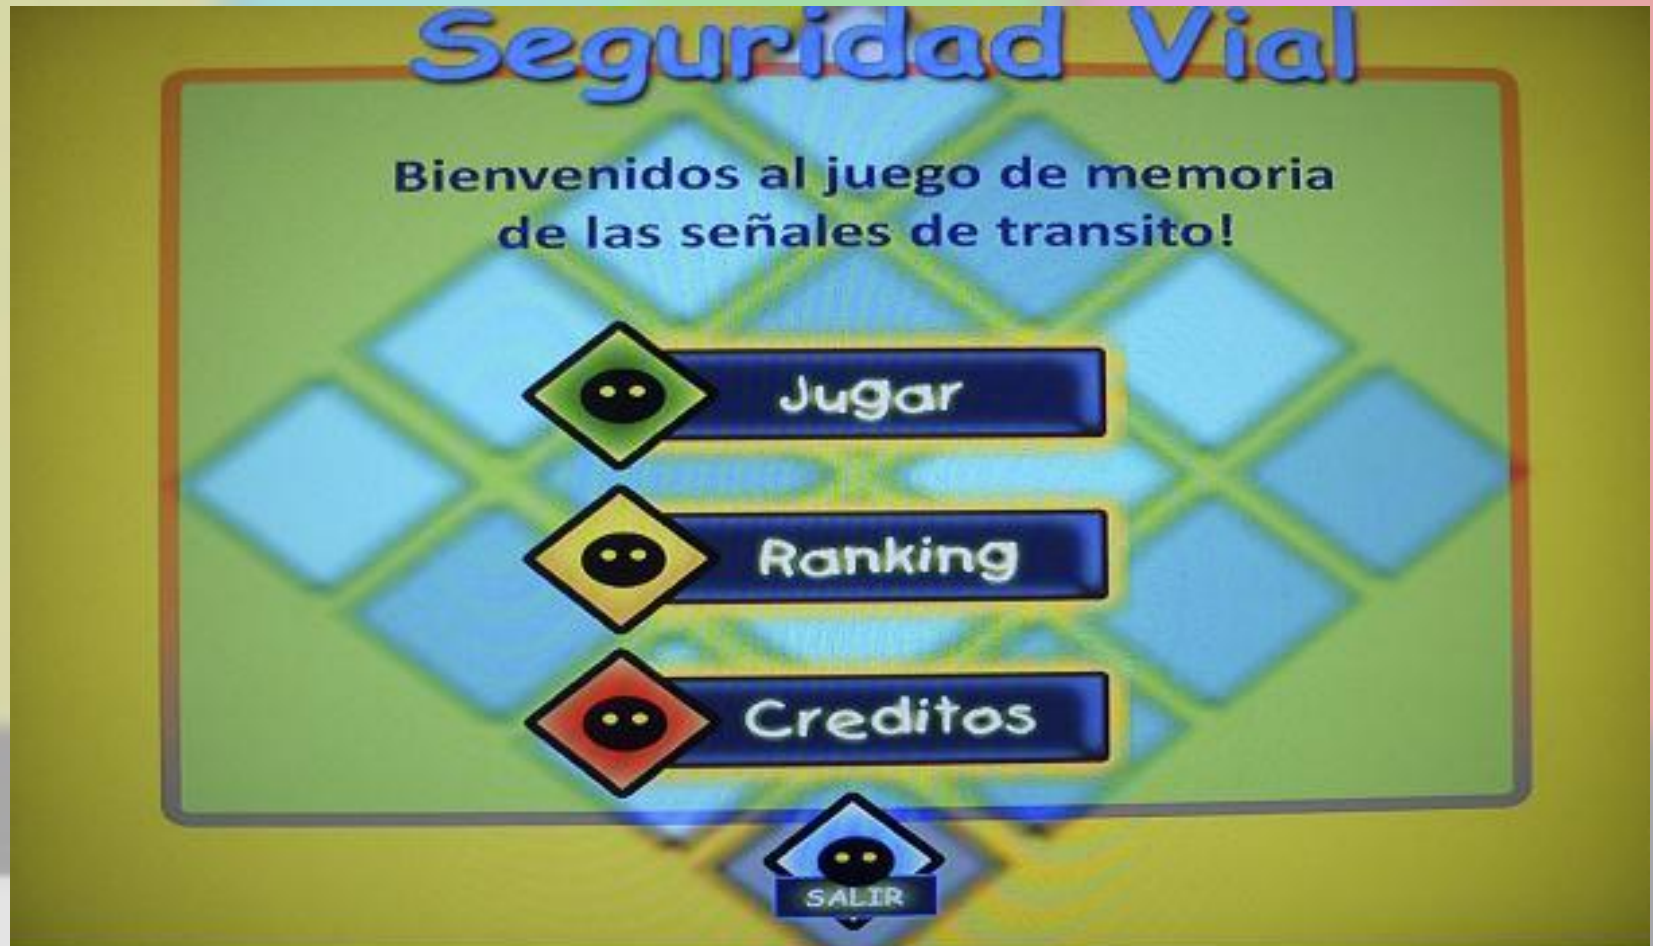 Seguridad Vial
Bienvenidos al juego de memoria
de las señales de transito!
Jugar
Ranking
Creditos
SALIR